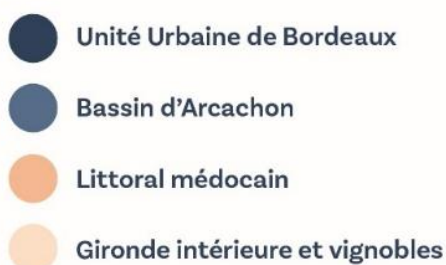 Unité Urbaine de Bordeaux
Bassin d’Arcachon
Littoral médocain
Gironde intérieure et vignobles